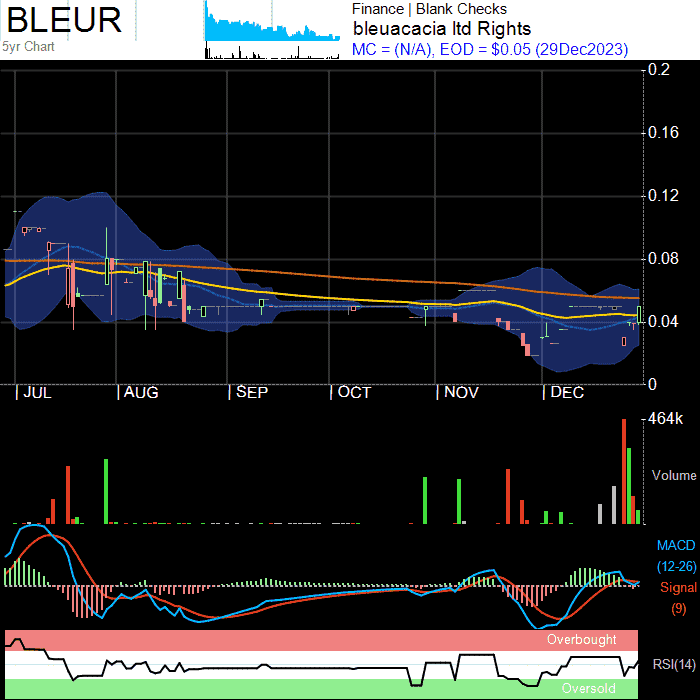 BLEUR
5yr Chart
Finance | Blank Checks
bleuacacia ltd Rights
MC = (N/A), EOD = $0.05 (29Dec2023)
0.2
0.16
0.12
0.08
0.04
0
JUL AUG SEP OCT NOV DEC
464k
Volume
MACD
(12-26)
Signal
(9)
Overbought
RSI(14)
Oversold